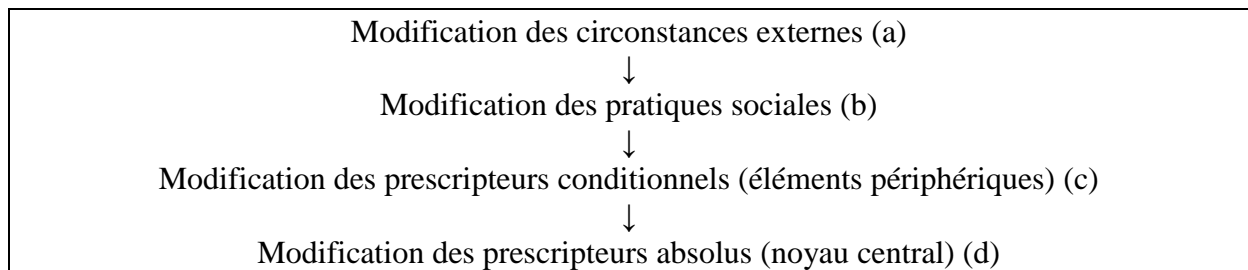 Modification des circonstances externes (a)
↓
Modification des pratiques sociales (b)
↓
Modification des prescripteurs conditionnels (éléments périphériques) (c)
↓
Modification des prescripteurs absolus (noyau central) (d)